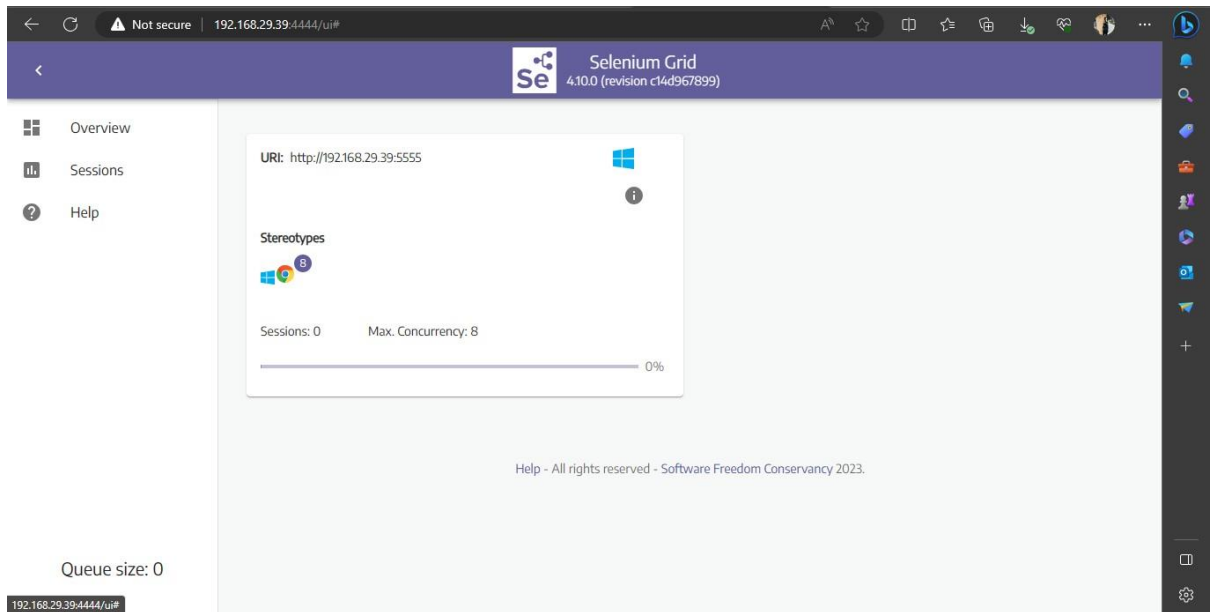 Not secure 192.168.29.39:4444/ui#
Se
Selenium Grid
4.10.0 (revision c14d967899)
Overview
Sessions
Help
URI: http://192.168.29.39:5555
Stereotypes
8
Sessions: 0 Max. Concurrency: 8
0%
Help - All rights reserved - Software Freedom Conservancy 2023.
Queue size: 0
192.168.29.39:4444/ui#